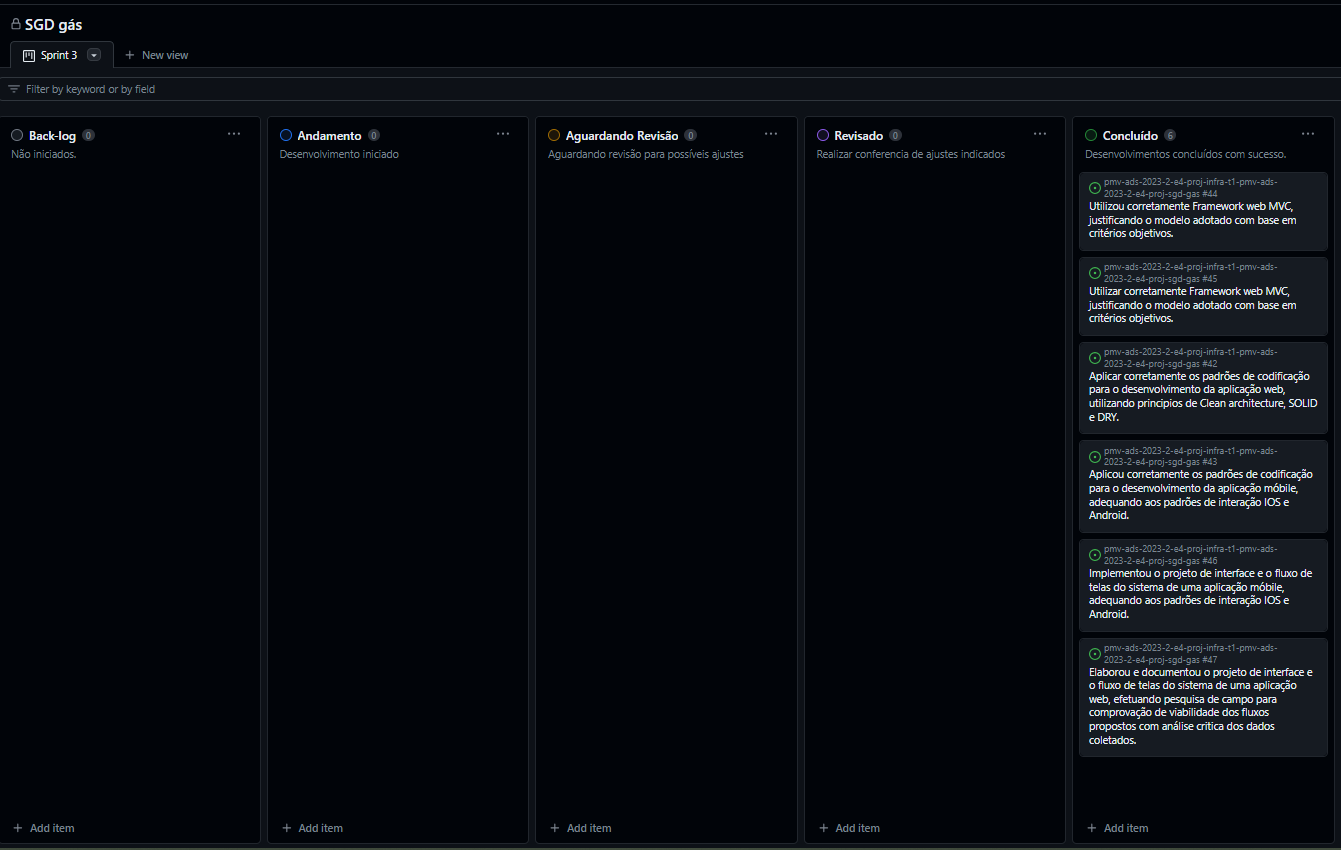 SGD gás
Sprint 3
New view
Filter by keyword or by field
Back-log 0
Não iniciados.
Add item
Andamento 0
Desenvolvimento iniciado
Add item
Aguardando Revisão 0
Aguardando revisão para possíveis ajustes
Add item
Revisado 0
Realizar conferencia de ajustes indicados
Add item
Concluído 6
Desenvolvimentos concluídos com sucesso.
pmv-ads-2023-2-e4-proj-infra-t1-pmv-ads-
2023-2-e4-proj-sgd-gas #44
Utilizou corretamente Framework web MVC,
justificando o modelo adotado com base em
critérios objetivos.
pmv-ads-2023-2-e4-proj-infra-t1-pmv-ads-
2023-2-e4-proj-sgd-gas #45
Utilizar corretamente Framework web MVC,
justificando o modelo adotado com base em
critérios objetivos.
pmv-ads-2023-2-e4-proj-infra-t1-pmv-ads-
2023-2-e4-proj-sgd-gas #42
Aplicar corretamente os padrões de codificação
para o desenvolvimento da aplicação web,
utilizando principios de Clean architecture, SOLID
e DRY.
pmv-ads-2023-2-e4-proj-infra-t1-pmv-ads-
2023-2-e4-proj-sgd-gas #43
Aplicou corretamente os padrões de codificação
para o desenvolvimento da aplicação móbile,
adequando aos padrões de interação IOS e
Android.
pmv-ads-2023-2-e4-proj-infra-t1-pmv-ads-
2023-2-e4-proj-sgd-gas #46
Implementou o projeto de interface e o fluxo de
telas do sistema de uma aplicação móbile,
adequando aos padrões de interação IOS e
Android.
pmv-ads-2023-2-e4-proj-infra-t1-pmv-ads-
2023-2-e4-proj-sgd-gas #47
Elaborou e documentou o projeto de interface e
o fluxo de telas do sistema de uma aplicação
web, efetuando pesquisa de campo para
comprovação de viabilidade dos fluxos
propostos com análise critica dos dados
coletados.
Add item